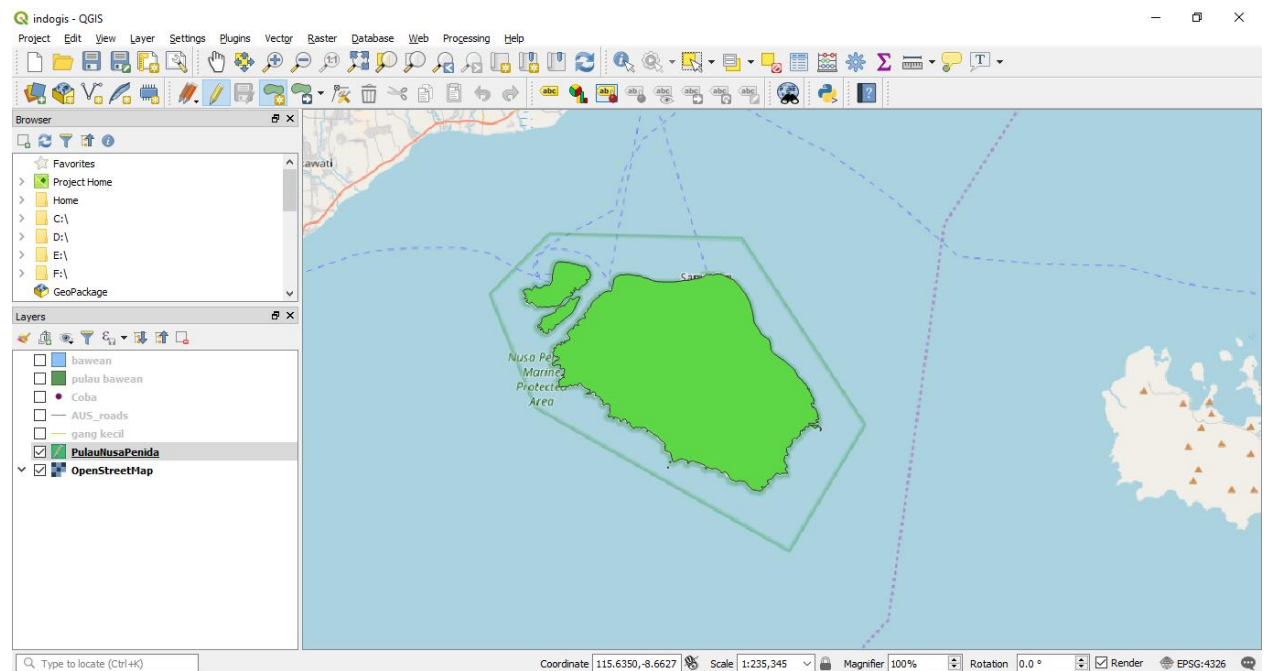 indogis - QGIS
Project Edit View Layer Settings Plugins Vector Raster Database Web Processing Help
Browser
Favorites
Project Home
Home
C:\
D:\
E:\
F:\
GeoPackage
Layers
bawean
pulau bawean
Coba
AUS_roads
gang kecil
PulauNusaPenida
OpenStreetMap
awati
Nusa Pe
Marine
Protected
Area
Type to locate (Ctrl+K)
Coordinate 115.6350,-8.6627 Scale 1:235,345 Magnifier 100% Rotation 0.0 ° Render EPSG:4326